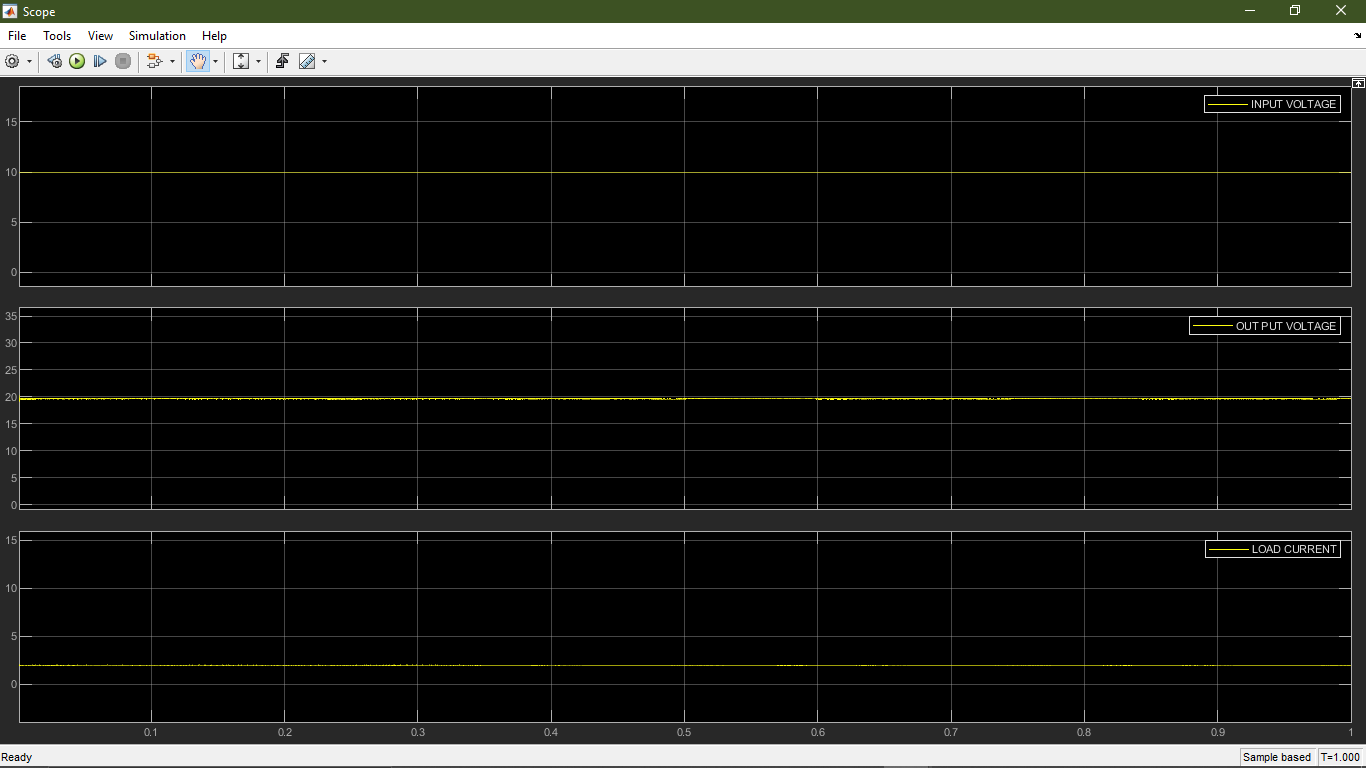 Scope
File Tools View Simulation Help
INPUT VOLTAGE
15
10
5
0
OUT PUT VOLTAGE
35
30
25
20
15
10
5
0
LOAD CURRENT
15
10
5
0
0.1 0.2 0.3 0.4 0.5 0.6 0.7 0.8 0.9 1
Ready Sample based T=1.000